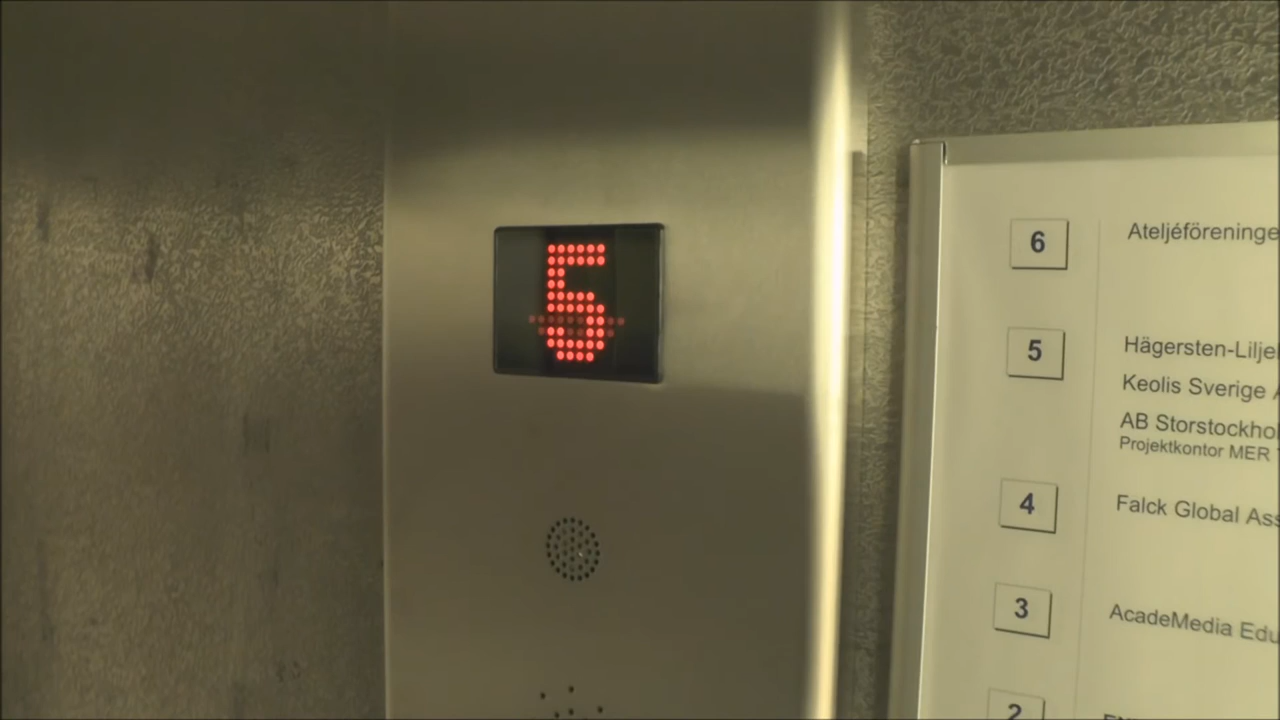 5
6 Ateljéföreninge
5 Hägersten-Lilje
Keolis Sverige
AB Storstockhol
Projektkontor MER
4 Falck Global Ass
3 AcadeMedia Edu
2